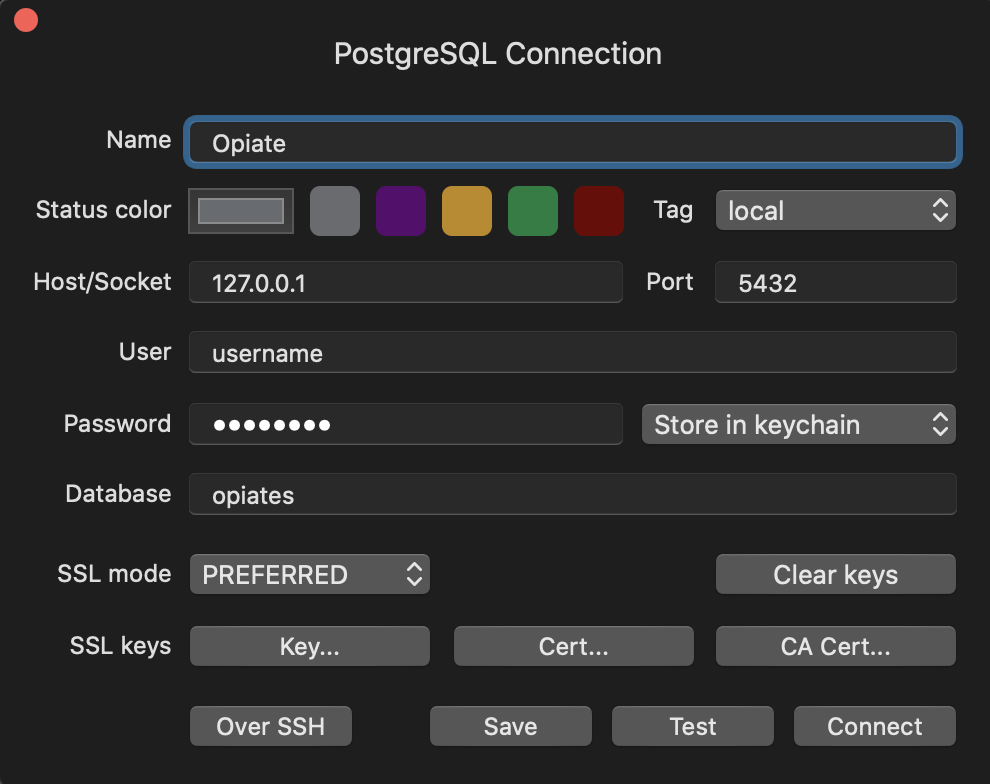 PostgreSQL Connection
Name Opiate
Status color Tag local
Host/Socket 127.0.0.1 Port 5432
User username
Password •••••••• Store in keychain
Database opiates
SSL mode PREFERRED Clear keys
SSL keys Key... Cert... CA Cert...
Over SSH Save Test Connect